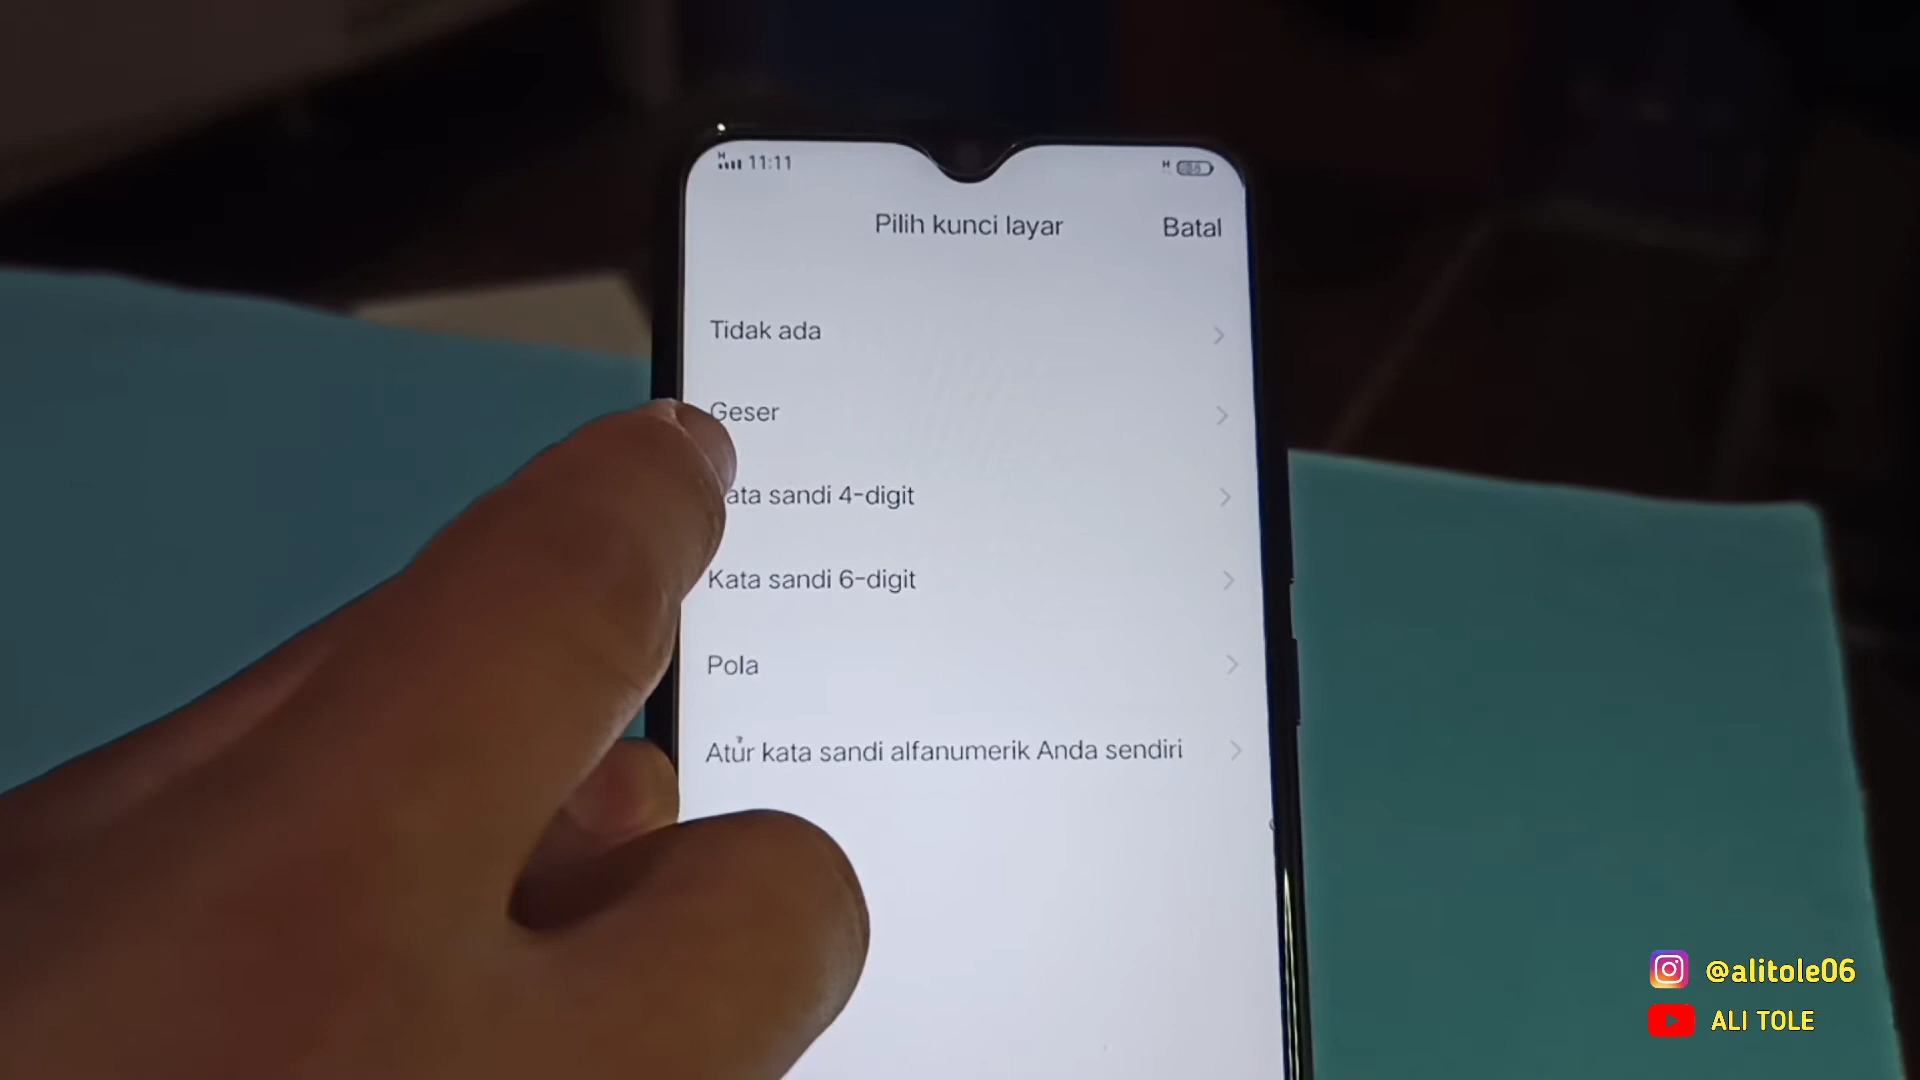 11:11
Pilih kunci layar
Batal
Tidak ada
Geser
ata sandi 4-digit
Kata sandi 6-digit
Pola
Atur kata sandi alfanumerik Anda sendiri
@alitole06
ALI TOLE